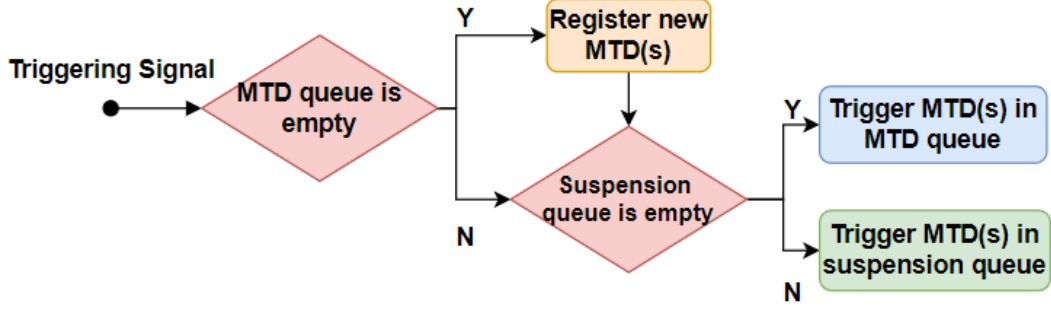 Triggering Signal
MTD queue is
empty
Y
Register new
MTD(s)
N
Suspension
queue is empty
Y
Trigger MTD(s) in
MTD queue
N
Trigger MTD(s) in
suspension queue